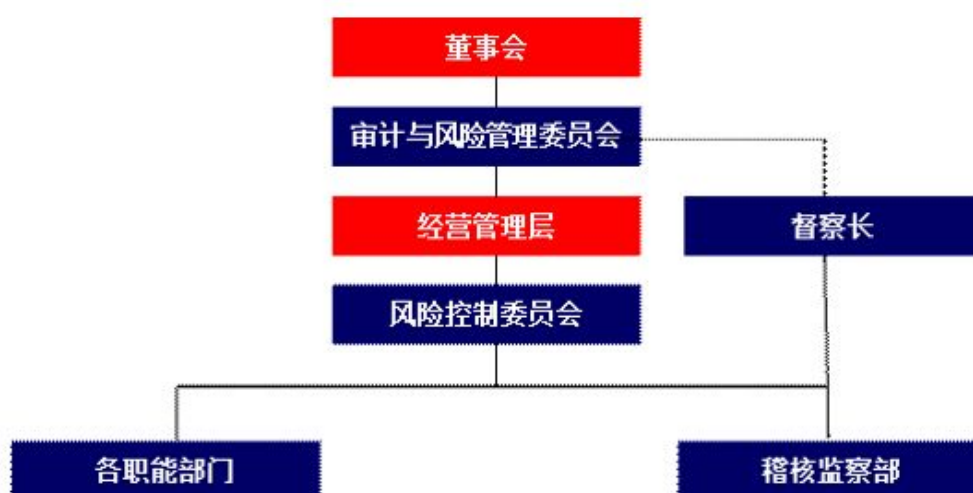 董事会
审计与风险管理委员会
经营管理层
督察长
风险控制委员会
各职能部门
稽核监察部